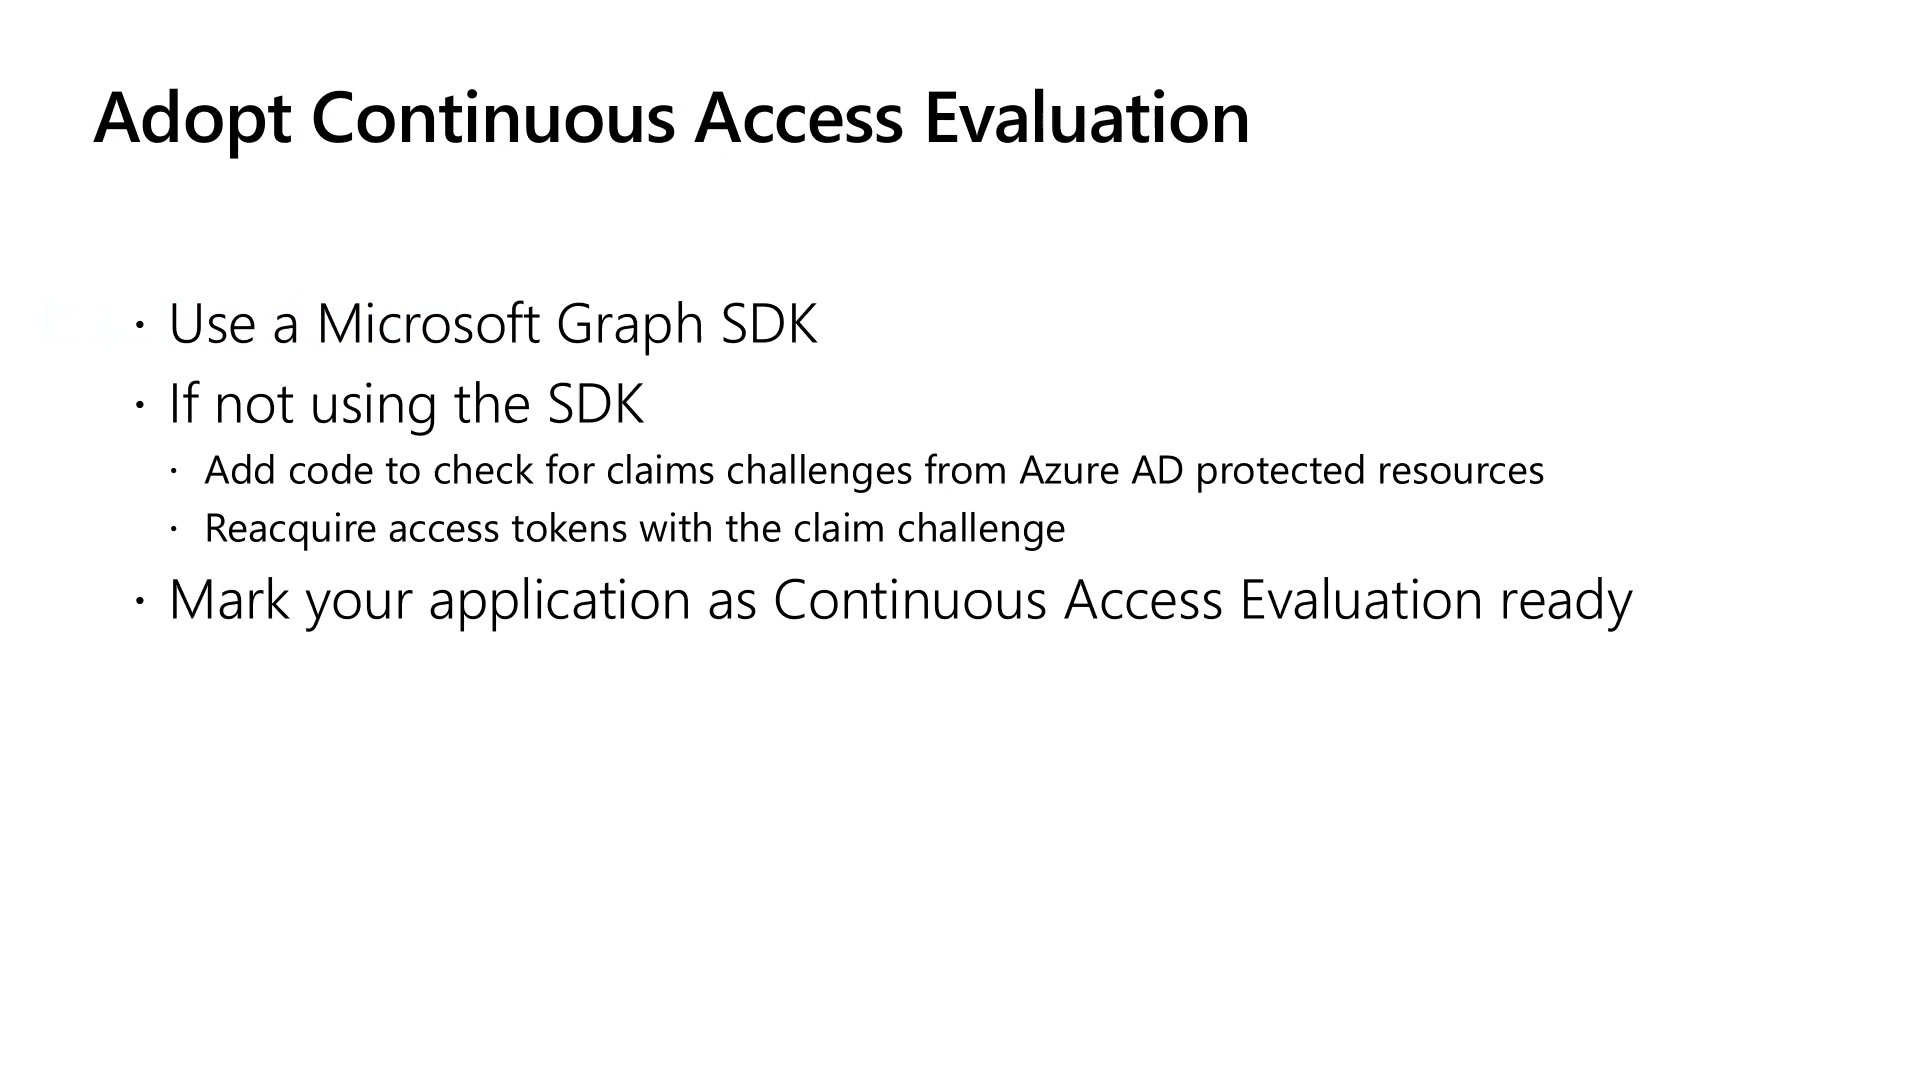 Adopt Continuous Access Evaluation
· Use a Microsoft Graph SDK
· If not using the SDK
· Add code to check for claims challenges from Azure AD protected resources
· Reacquire access tokens with the claim challenge
· Mark your application as Continuous Access Evaluation ready